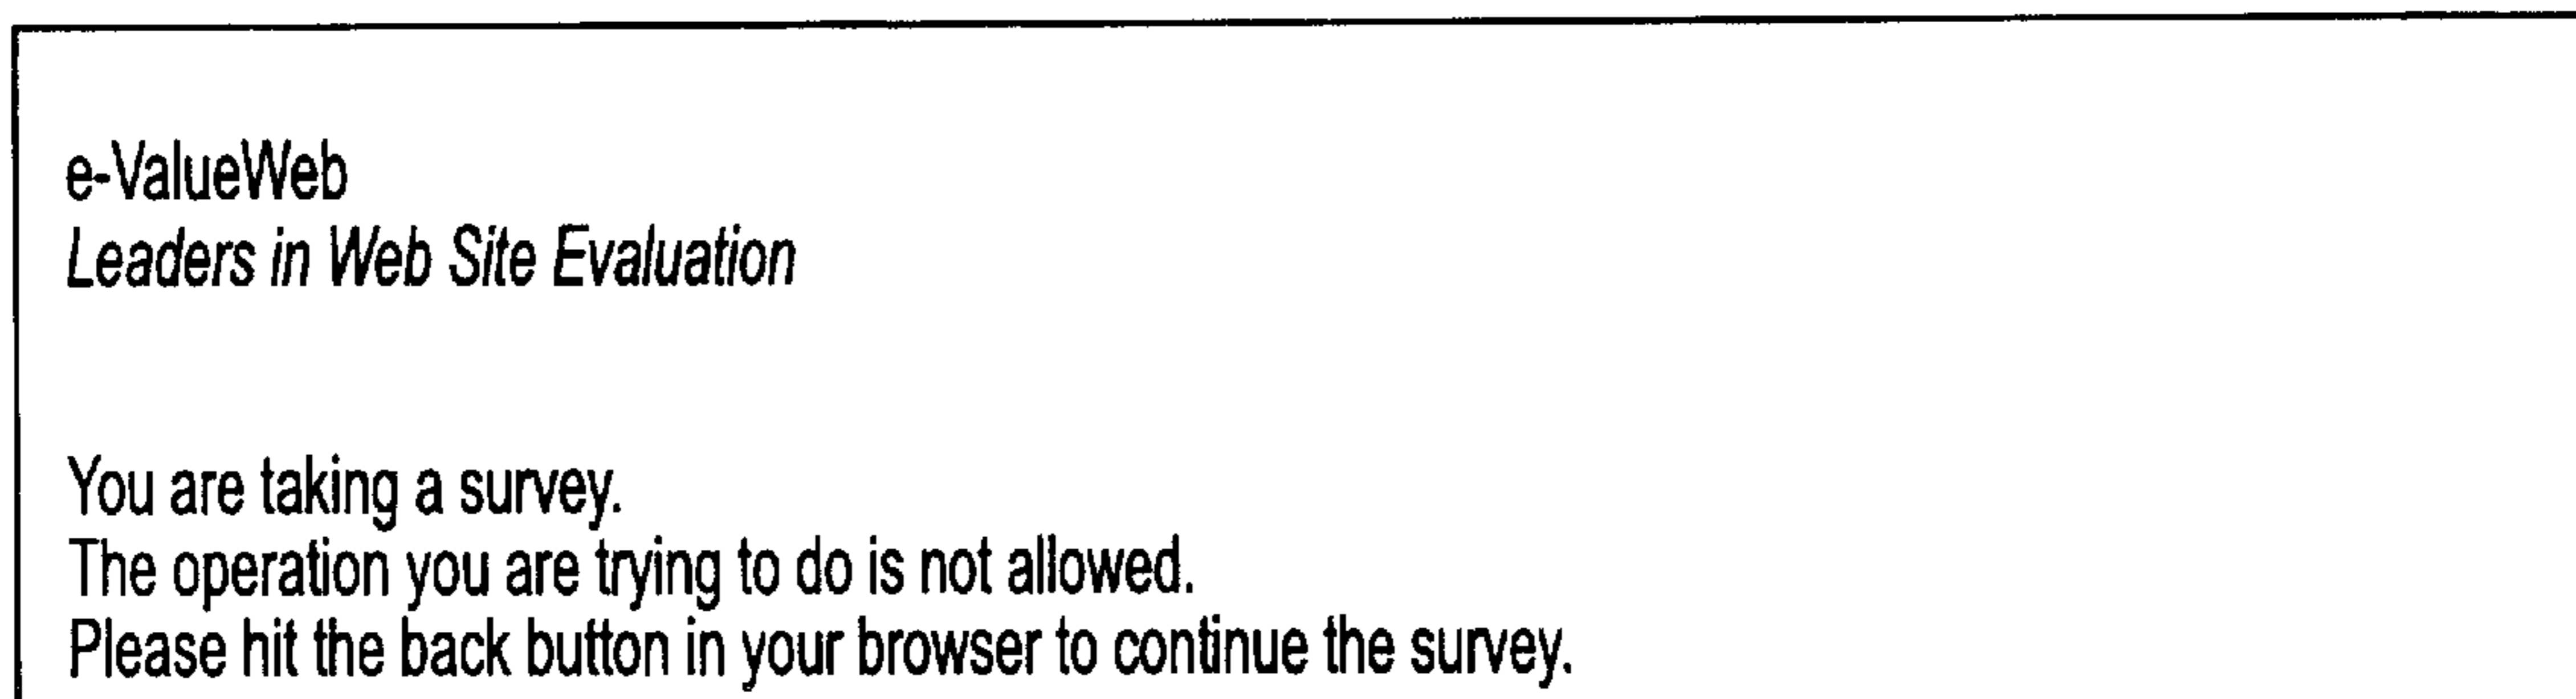 e-ValueWeb
Leaders in Web Site Evaluation
You are taking a survey.
The operation you are trying to do is not allowed.
Please hit the back button in your browser to continue the survey.